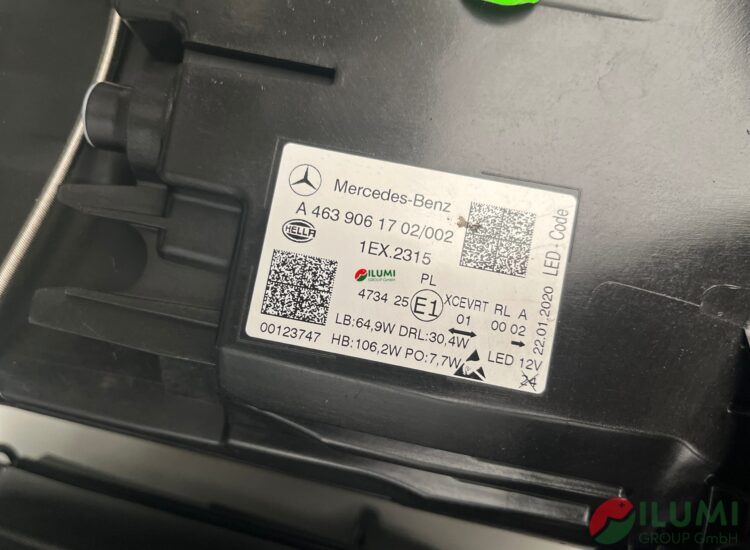 Mercedes-Benz
A 463 906 17 02/002
HELLA
1EX.2315
ILUMI
GROUP GmbH
PL
4734 25 E1 XCEVRT RL A
01 00 02
LB:64,9W DRL:30,4W
HB:106,2W PO:7,7W LED 12V
24
00123747
22.01.2020 LED - Code
ILUMI
GROUP GmbH